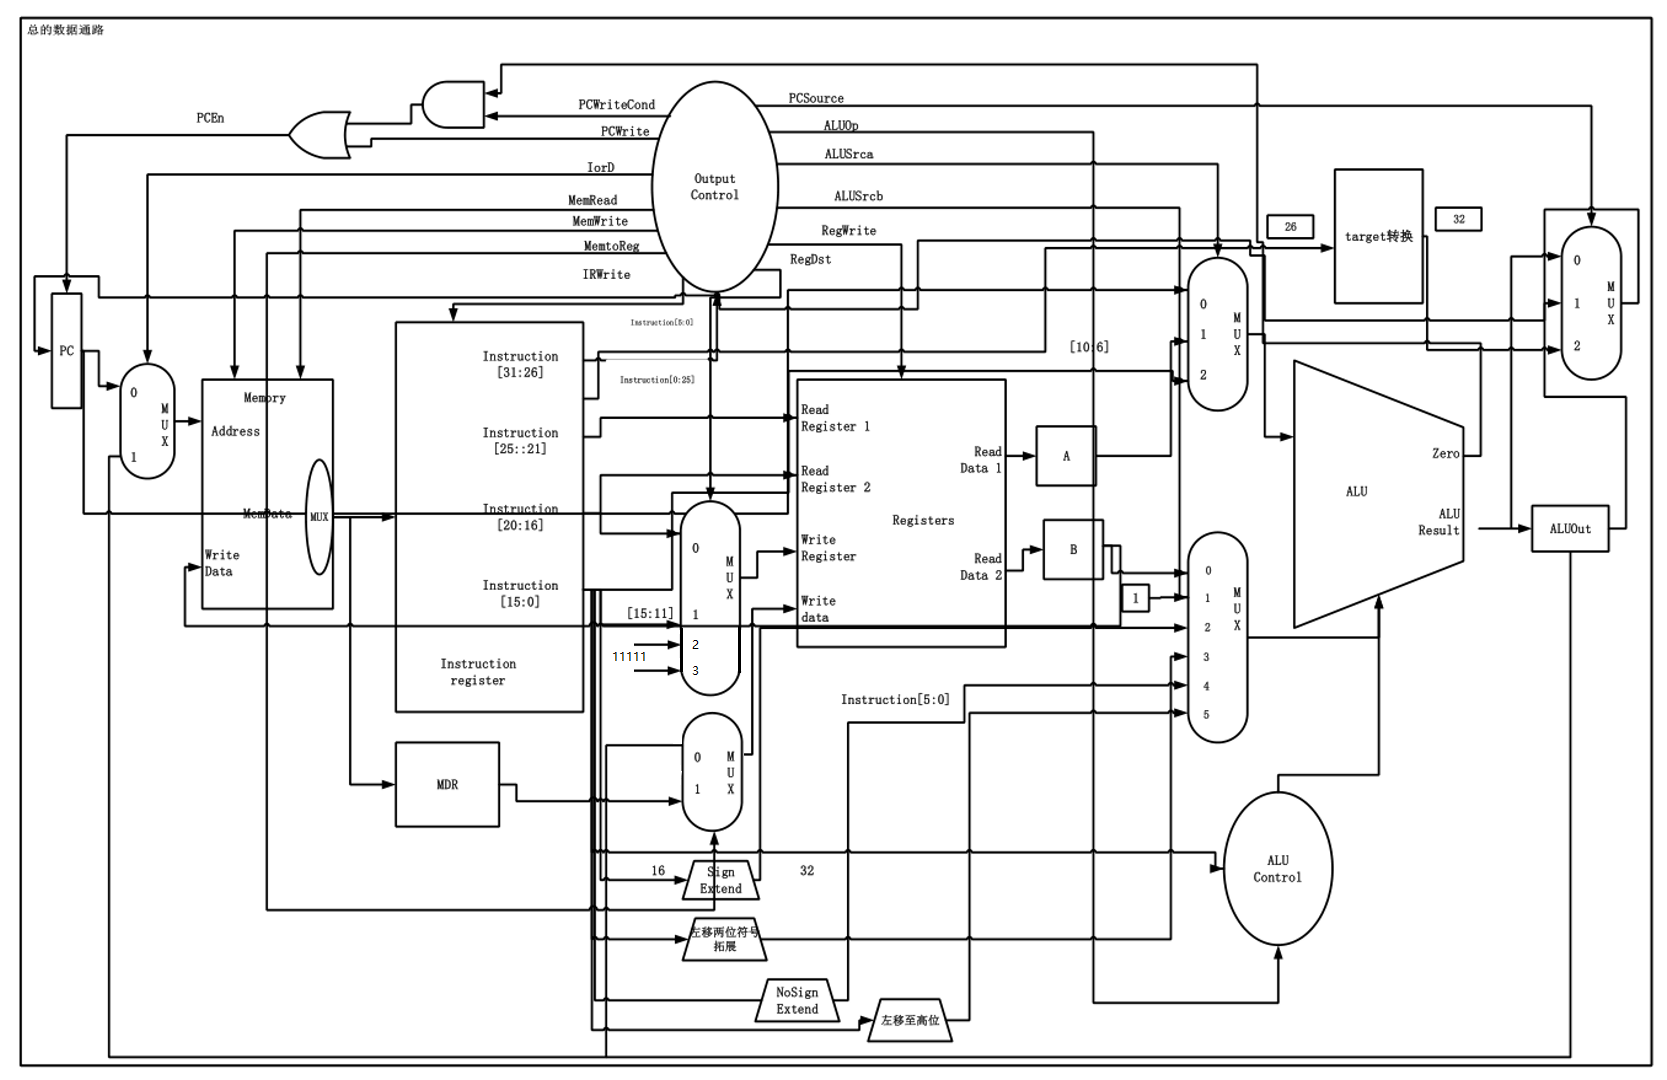 总的数据通路
PCEn
PCWriteCond
PCWrite
IorD
MemRead
MemWrite
MemtoReg
IRWrite
Output
Control
PCSource
ALUOp
ALUSrca
ALUSrcb
RegWrite
RegDst
26
target转换
32
0
1
2
M
U
X
PC
0
1
M
U
X
Memory
Address
MemData
MUX
Write
Data
Instruction
[31:26]
Instruction
[25::21]
Instruction
[20:16]
Instruction
[15:0]
Instruction
register
Instruction[5:0]
Instruction[0:25]
[15:11]
11111
0
1
2
3
M
U
X
Read
Register 1
Read
Register 2
Write
Register
Write
data
Registers
Read
Data 1
Read
Data 2
A
B
1
[10:6]
0
1
2
M
U
X
0
1
2
3
4
5
M
U
X
ALU
Zero
ALU
Result
ALUOut
Instruction[5:0]
MDR
0
1
M
U
X
16
Sign
Extend
32
左移两位符号
拓展
NoSign
Extend
左移至高位
ALU
Control